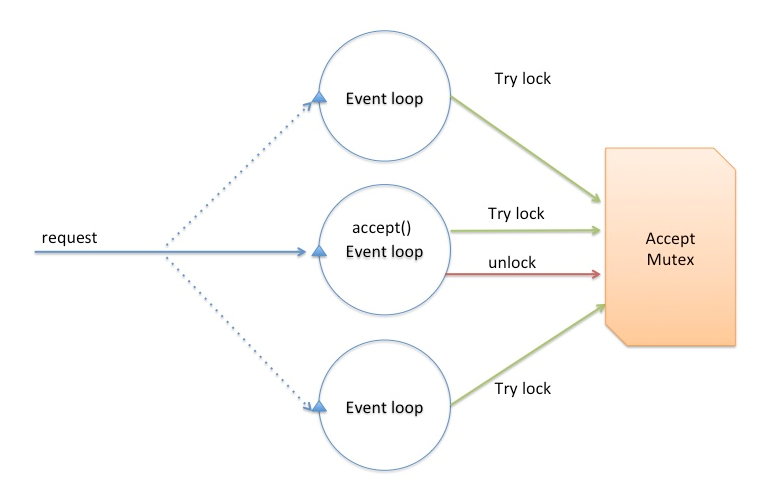 Try lock
Event loop
request
accept()
Event loop
Try lock
unlock
Accept
Mutex
Event loop
Try lock